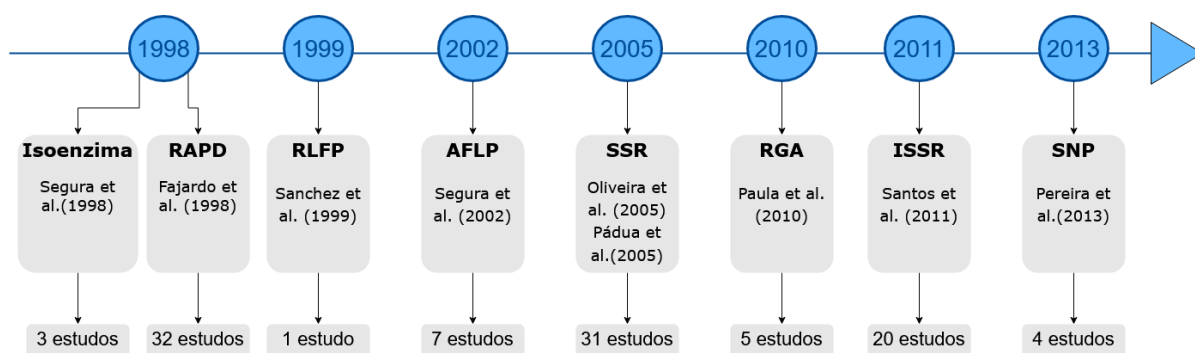 1998
1999
2002
2005
2010
2011
2013
Isoenzima
Segura et
al.(1998)
RAPD
Fajardo et
al. (1998)
RLFP
Sanchez et
al. (1999)
AFLP
Segura et
al. (2002)
SSR
Oliveira et
al. (2005)
Pádua et
al.(2005)
RGA
Paula et al.
(2010)
ISSR
Santos et
al. (2011)
SNP
Pereira et
al.(2013)
3 estudos
32 estudos
1 estudo
7 estudos
31 estudos
5 estudos
20 estudos
4 estudos